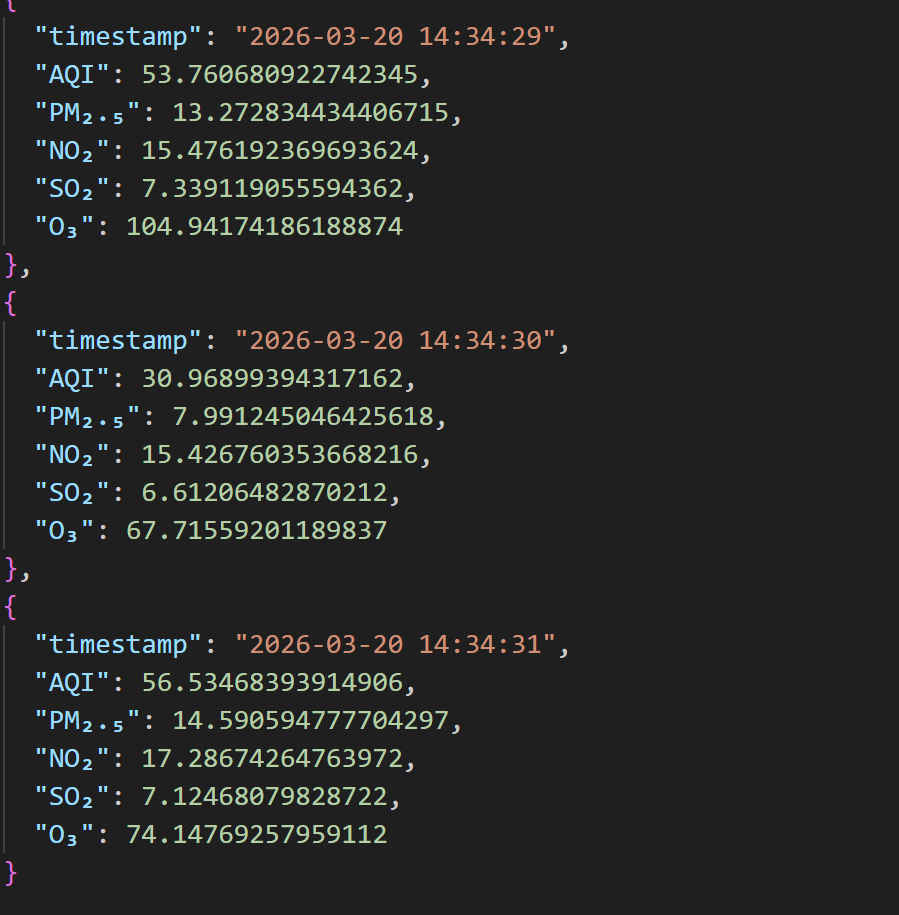 {
"timestamp": "2026-03-20 14:34:29",
"AQI": 53.760680922742345,
"PM₂.₅": 13.272834434406715,
"NO₂": 15.476192369693624,
"SO₂": 7.339119055594362,
"O₃": 104.94174186188874
},
{
"timestamp": "2026-03-20 14:34:30",
"AQI": 30.96899394317162,
"PM₂.₅": 7.991245046425618,
"NO₂": 15.426760353668216,
"SO₂": 6.61206482870212,
"O₃": 67.71559201189837
},
{
"timestamp": "2026-03-20 14:34:31",
"AQI": 56.53468393914906,
"PM₂.₅": 14.590594777704297,
"NO₂": 17.28674264763972,
"SO₂": 7.12468079828722,
"O₃": 74.14769257959112
}